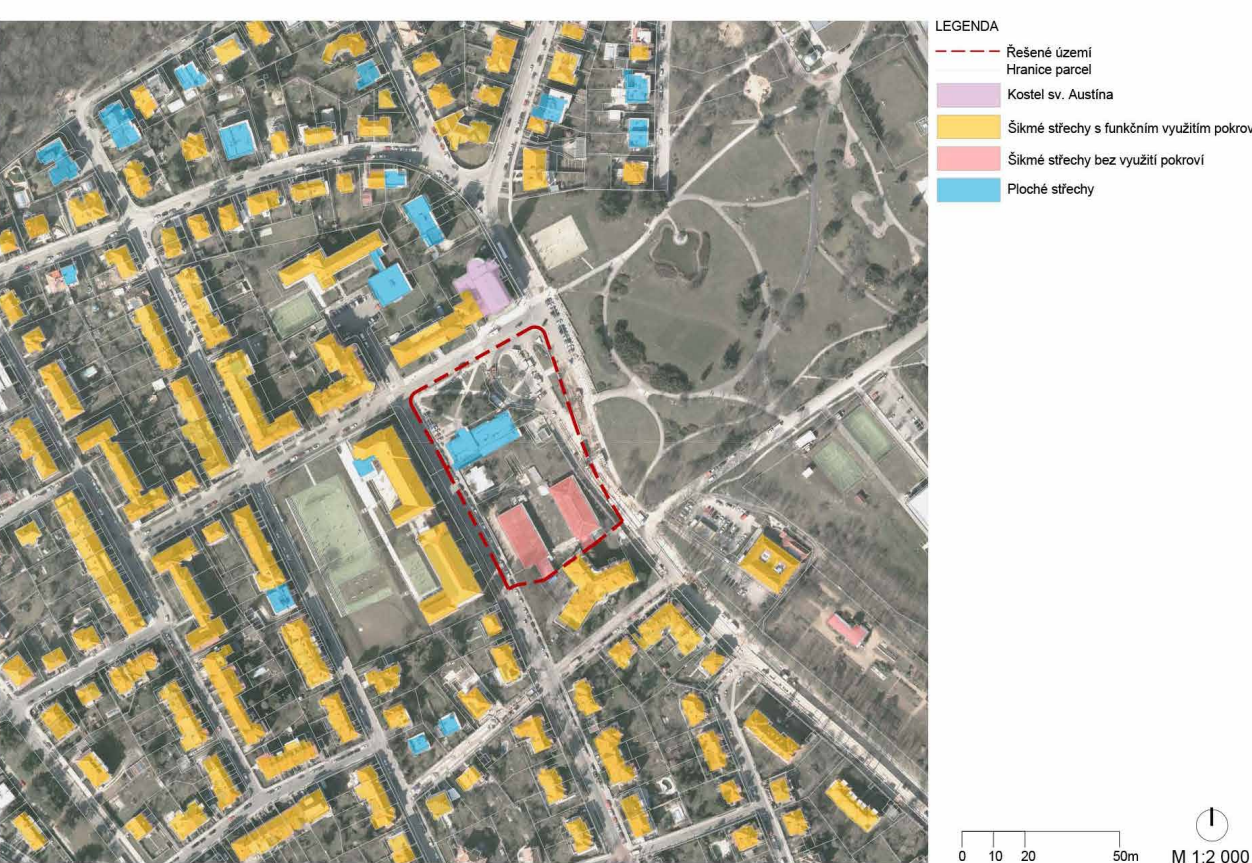 LEGENDA
Řešené území
Hranice parcel
Kostel sv. Austína
Šikmé střechy s funkčním využitím pokrov
Šikmé střechy bez využití pokroví
Ploché střechy
0 10 20 50m
M 1:2 000